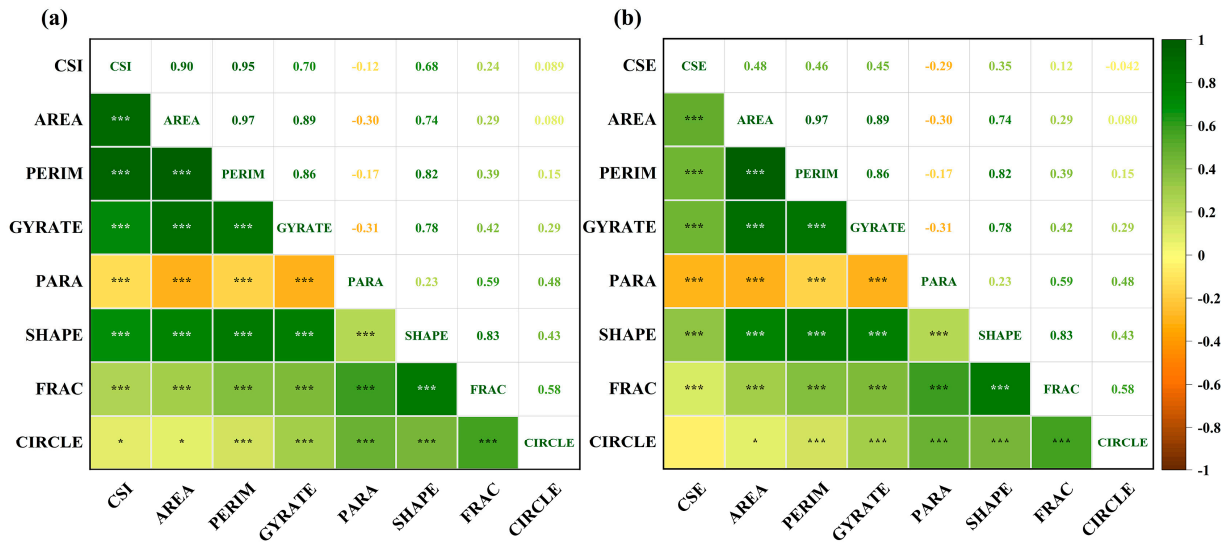 (a) (b)
CSI CSI 0.90 0.95 0.70 -0.12 0.68 0.24 0.089
AREA *** AREA 0.97 0.89 -0.30 0.74 0.29 0.080
PERIM *** *** PERIM 0.86 -0.17 0.82 0.39 0.15
GYRATE *** *** *** GYRATE -0.31 0.78 0.42 0.29
PARA *** *** *** *** PARA 0.23 0.59 0.48
SHAPE *** *** *** *** *** SHAPE 0.83 0.43
FRAC *** *** *** *** *** *** FRAC 0.58
CIRCLE * * *** *** *** *** *** CIRCLE
CSI AREA PERIM GYRATE PARA SHAPE FRAC CIRCLE
CSE CSE 0.48 0.46 0.45 -0.29 0.35 0.12 -0.042
AREA *** AREA 0.97 0.89 -0.30 0.74 0.29 0.080
PERIM *** *** PERIM 0.86 -0.17 0.82 0.39 0.15
GYRATE *** *** *** GYRATE -0.31 0.78 0.42 0.29
PARA *** *** *** *** PARA 0.23 0.59 0.48
SHAPE *** *** *** *** *** SHAPE 0.83 0.43
FRAC *** *** *** *** *** *** FRAC 0.58
CIRCLE * *** *** *** *** *** CIRCLE
CSE AREA PERIM GYRATE PARA SHAPE FRAC CIRCLE
1
0.8
0.6
0.4
0.2
0
-0.2
-0.4
-0.6
-0.8
-1